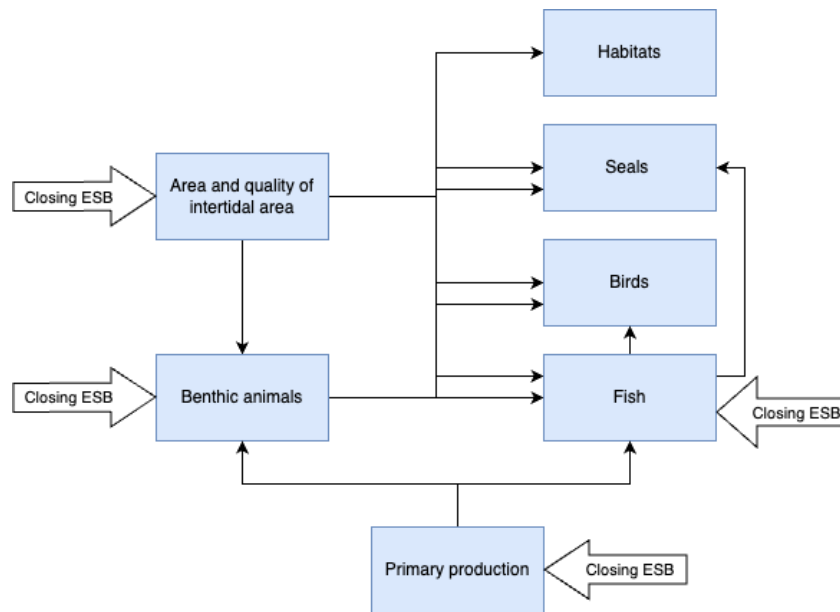 Habitats
Closing ESB
Area and quality of
intertidal area
Seals
Birds
Closing ESB
Benthic animals
Fish
Closing ESB
Primary production
Closing ESB